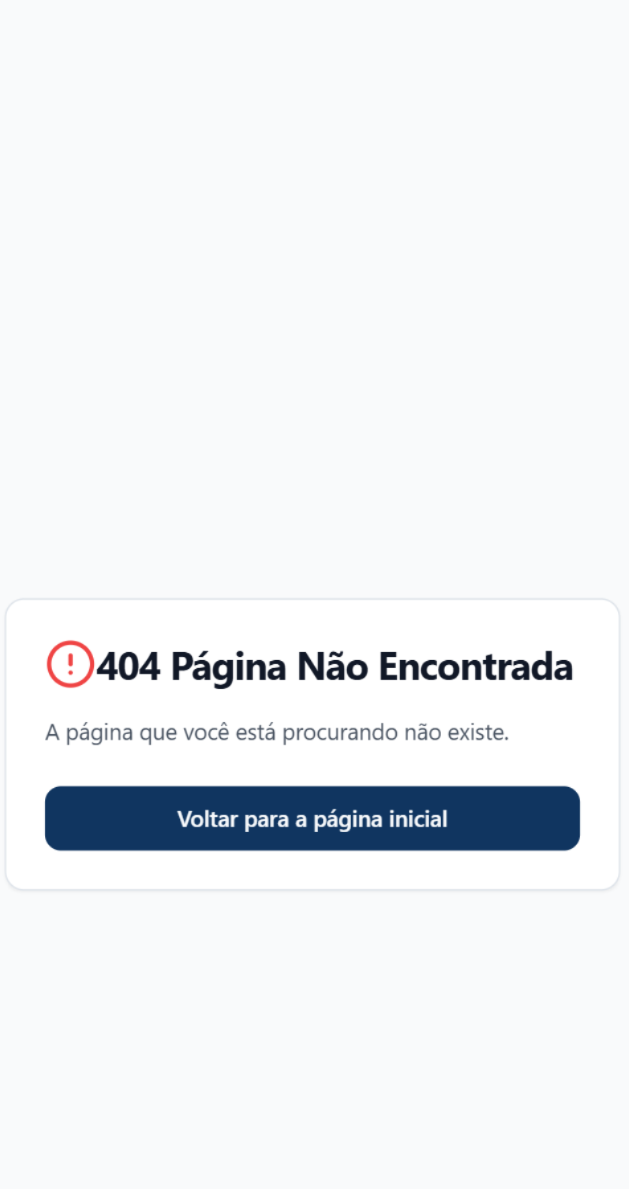 404 Página Não Encontrada
A página que você está procurando não existe.
Voltar para a página inicial